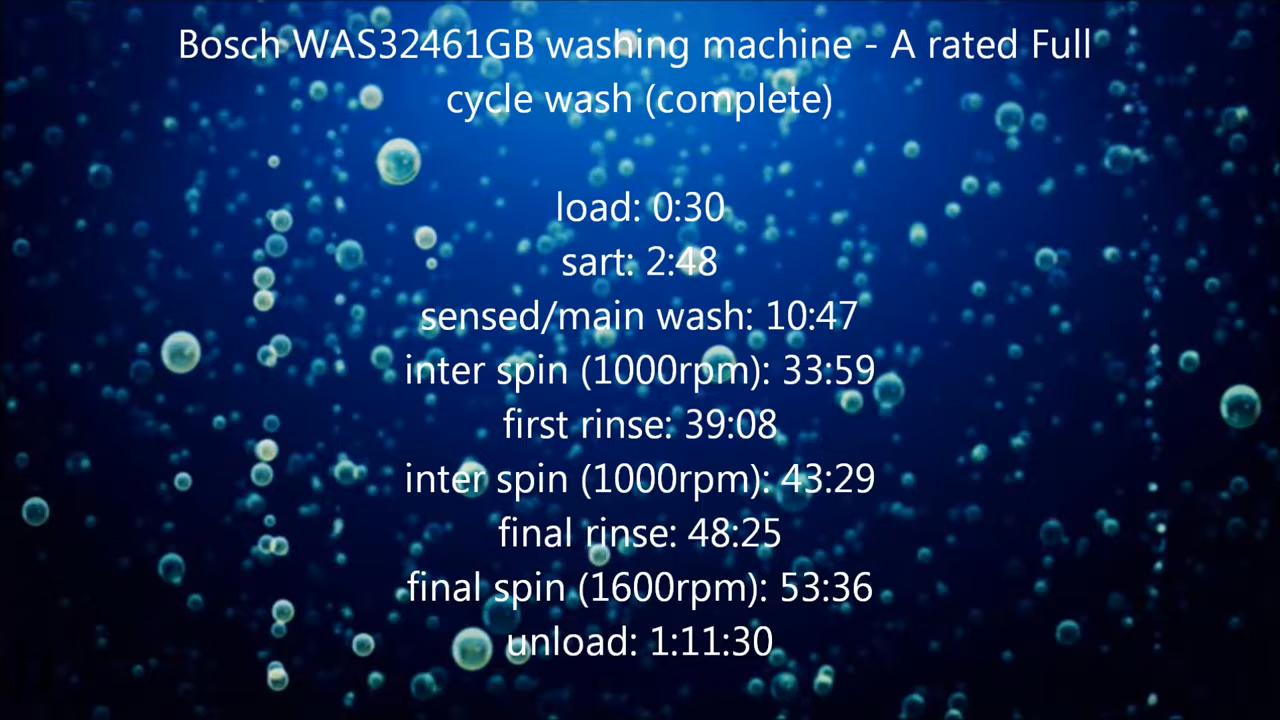 Bosch WAS32461GB washing machine - A rated Full
cycle wash (complete)
load: 0:30
sart: 2:48
sensed/main wash: 10:47
inter spin (1000rpm): 33:59
first rinse: 39:08
inter spin (1000rpm): 43:29
final rinse: 48:25
final spin (1600rpm): 53:36
unload: 1:11:30